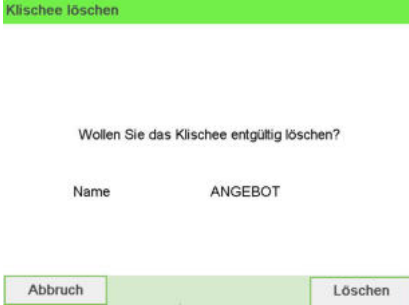 Klischee löschen
Wollen Sie das Klischee entgültig löschen?
Name ANGEBOT
Abbruch Löschen